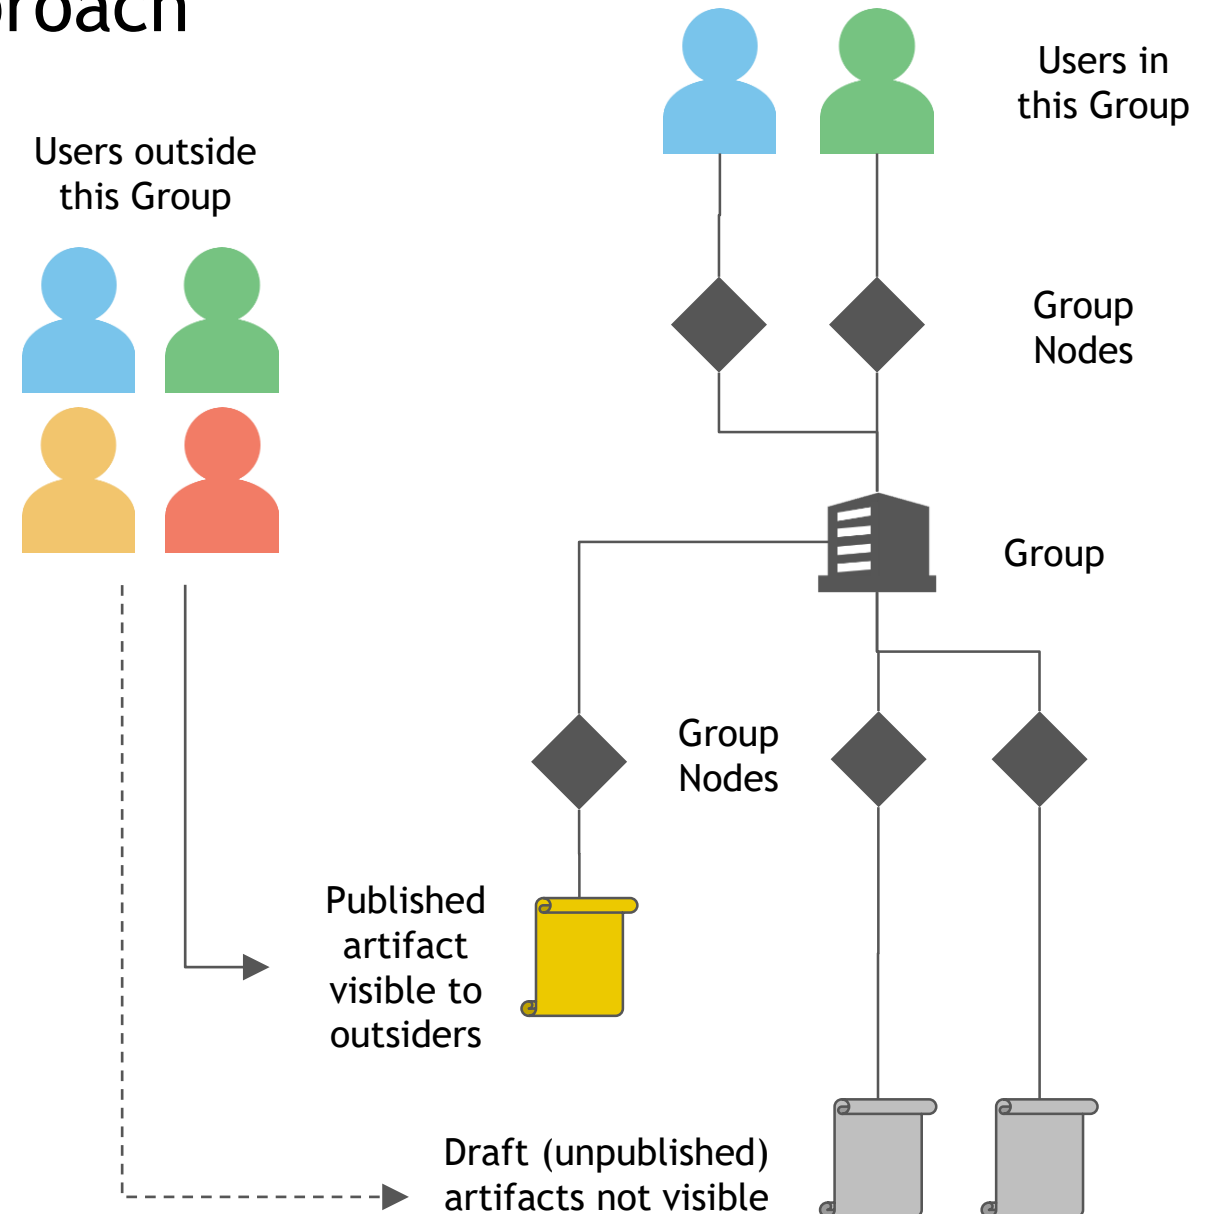 Users in
this Group
Users outside
this Group
Group
Nodes
Group
Group
Nodes
Published
artifact
visible to
outsiders
Draft (unpublished)
artifacts not visible